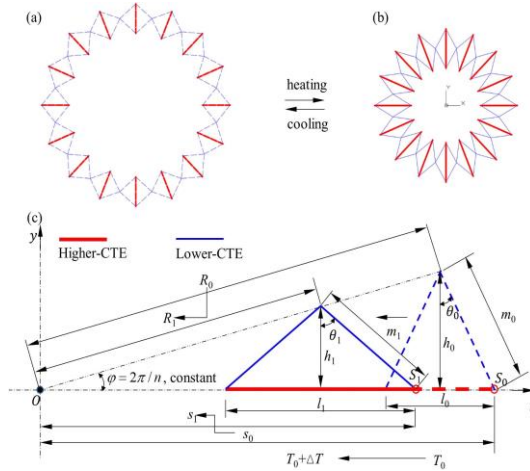 (a)
(b)
heating
cooling
Y
X
(c)
y
Higher-CTE
Lower-CTE
R₀
R₁
m₁
m₀
θ₁
θ₀
h₁
h₀
φ = 2π/n, constant
O
S₁
S₀
l₁
l₀
s₁
s₀
T₀+ΔT
T₀